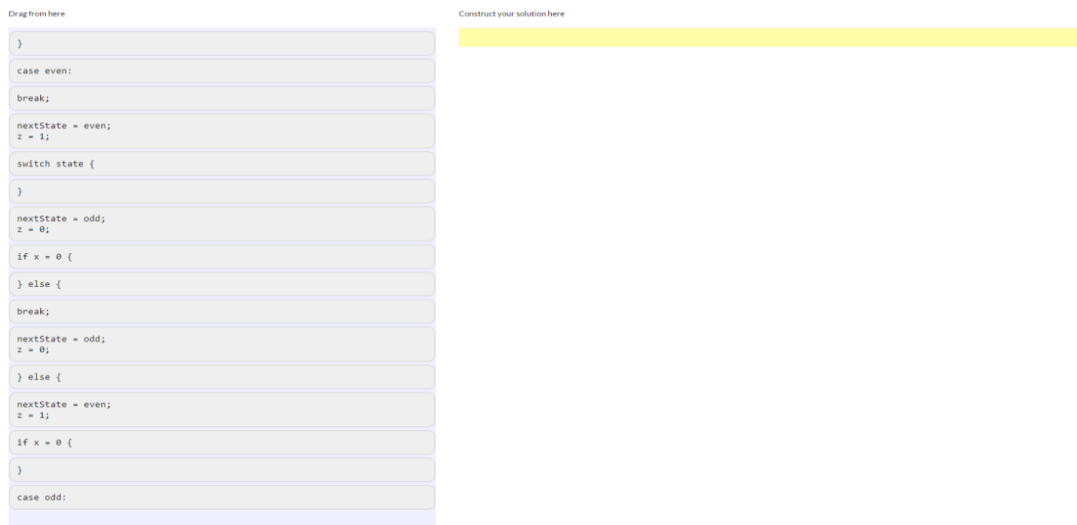 Drag from here
Construct your solution here
}
case even:
break;
nextState = even;
z = 1;
switch state {
}
nextState = odd;
z = 0;
if x = 0 {
} else {
break;
nextState = odd;
z = 0;
} else {
nextState = even;
z = 1;
if x = 0 {
}
case odd: